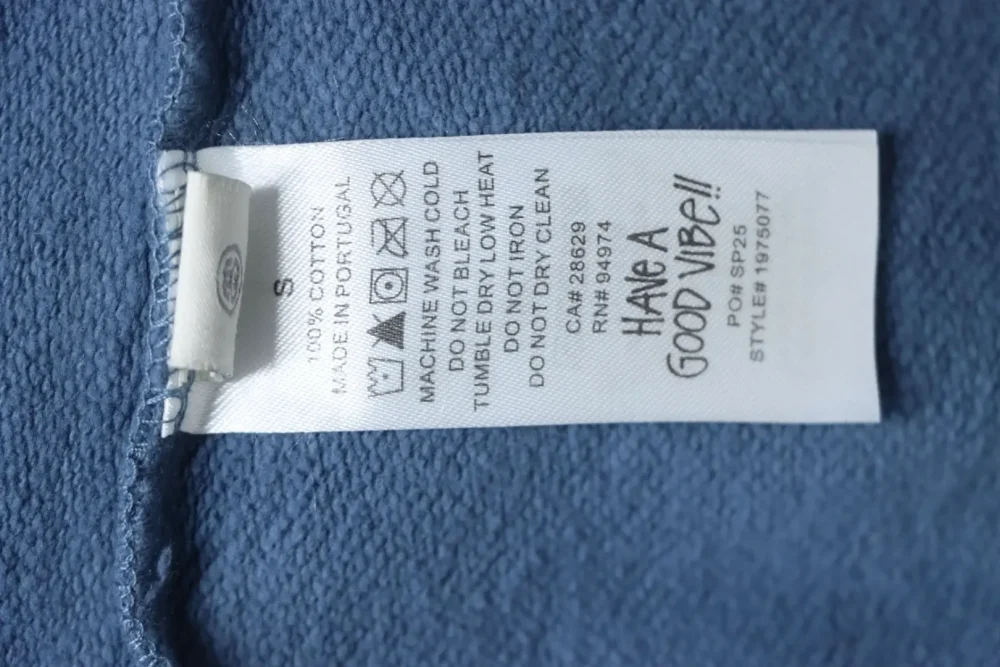 S
100% COTTON
MADE IN PORTUGAL
MACHINE WASH COLD
DO NOT BLEACH
TUMBLE DRY LOW HEAT
DO NOT IRON
DO NOT DRY CLEAN
CA# 28629
RN# 94974
HAVE A
GOOD VIBE!!
PO# SP25
STYLE# 1975077